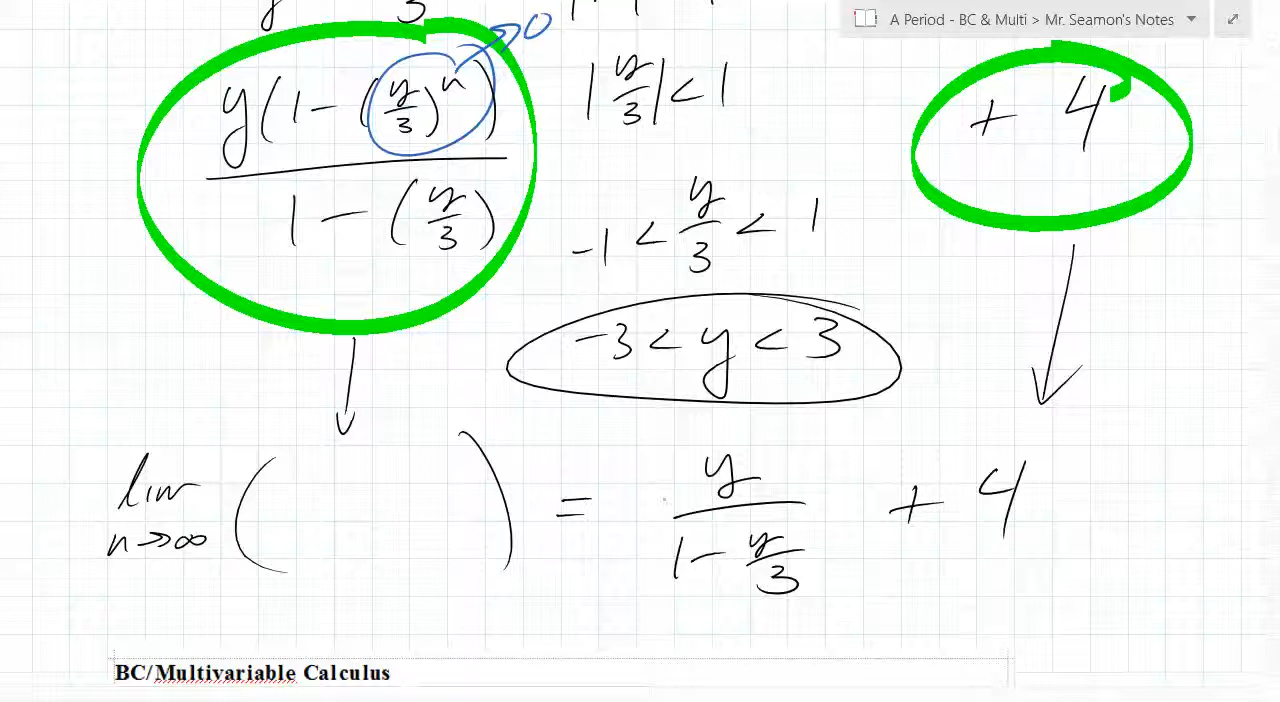 A Period - BC & Multi > Mr. Seamon's Notes
y(1 - (y/3)^n) → 0
1 - (y/3)
|y/3| < 1
+ 4
-1 < y/3 < 1
-3 < y < 3
lim n→∞ ( ) = y / (1 - y/3) + 4
BC/Multivariable Calculus